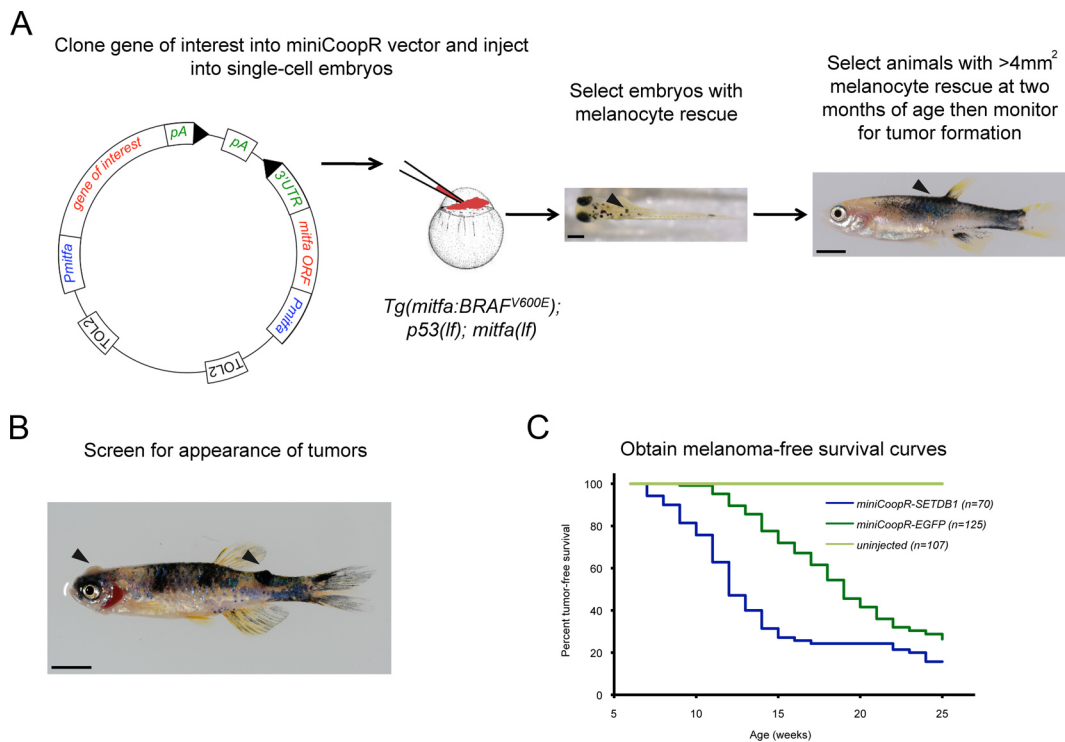 A
Clone gene of interest into miniCoopR vector and inject
into single-cell embryos
Select embryos with
melanocyte rescue
Select animals with >4mm²
melanocyte rescue at two
months of age then monitor
for tumor formation
gene of interest
pA
pA
3'UTR
mitfa ORF
Pmitfa
Pmitfa
TOL2
TOL2
Tg(mitfa:BRAFV600E);
p53(lf); mitfa(lf)
B
Screen for appearance of tumors
C
Obtain melanoma-free survival curves
Percent tumor-free survival
100
80
60
40
20
0
miniCoopR-SETDB1 (n=70)
miniCoopR-EGFP (n=125)
uninjected (n=107)
5
10
15
20
25
Age (weeks)